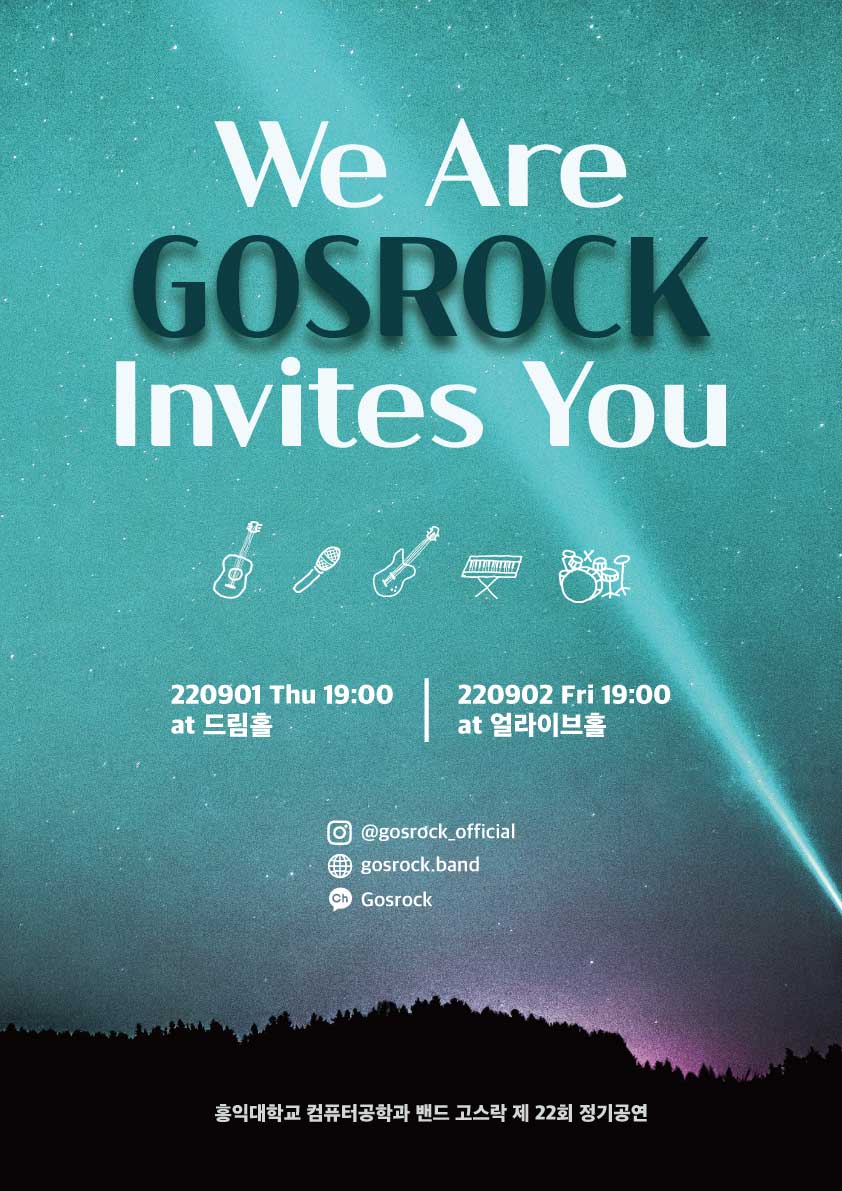 We Are
GOSROCK
Invites You
220901 Thu 19:00
at 드림홀
220902 Fri 19:00
at 얼라이브홀
@gosrock_official
gosrock.band
Ch Gosrock
홍익대학교 컴퓨터공학과 밴드 고스락 제 22회 정기공연